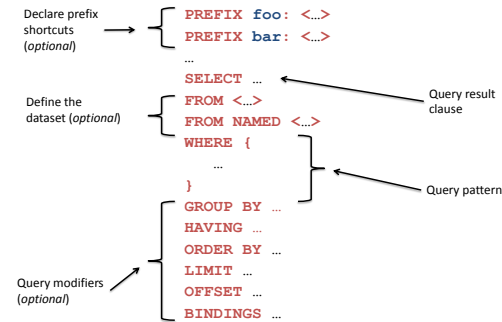 Declare prefix
shortcuts
(optional)
PREFIX foo: <…>
PREFIX bar: <…>
…
SELECT …
Query result
clause
Define the
dataset (optional)
FROM <…>
FROM NAMED <…>
WHERE {
…
}
Query pattern
GROUP BY …
HAVING …
ORDER BY …
LIMIT …
OFFSET …
BINDINGS …
Query modifiers
(optional)